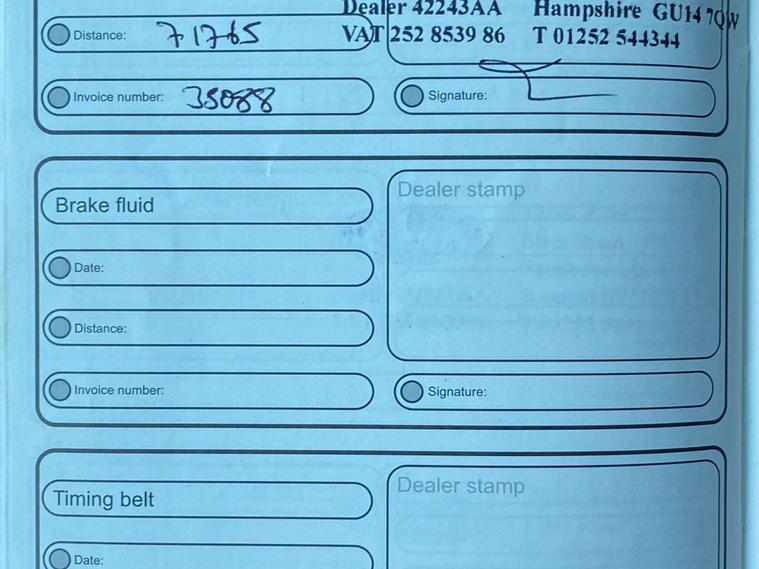 Dealer 42243AA Hampshire GU14 7QW
Distance: 71765 VAT 252 8539 86 T 01252 544344
Invoice number: 35088 Signature:
Brake fluid Dealer stamp
Date:
Distance:
Invoice number: Signature:
Timing belt Dealer stamp
Date: